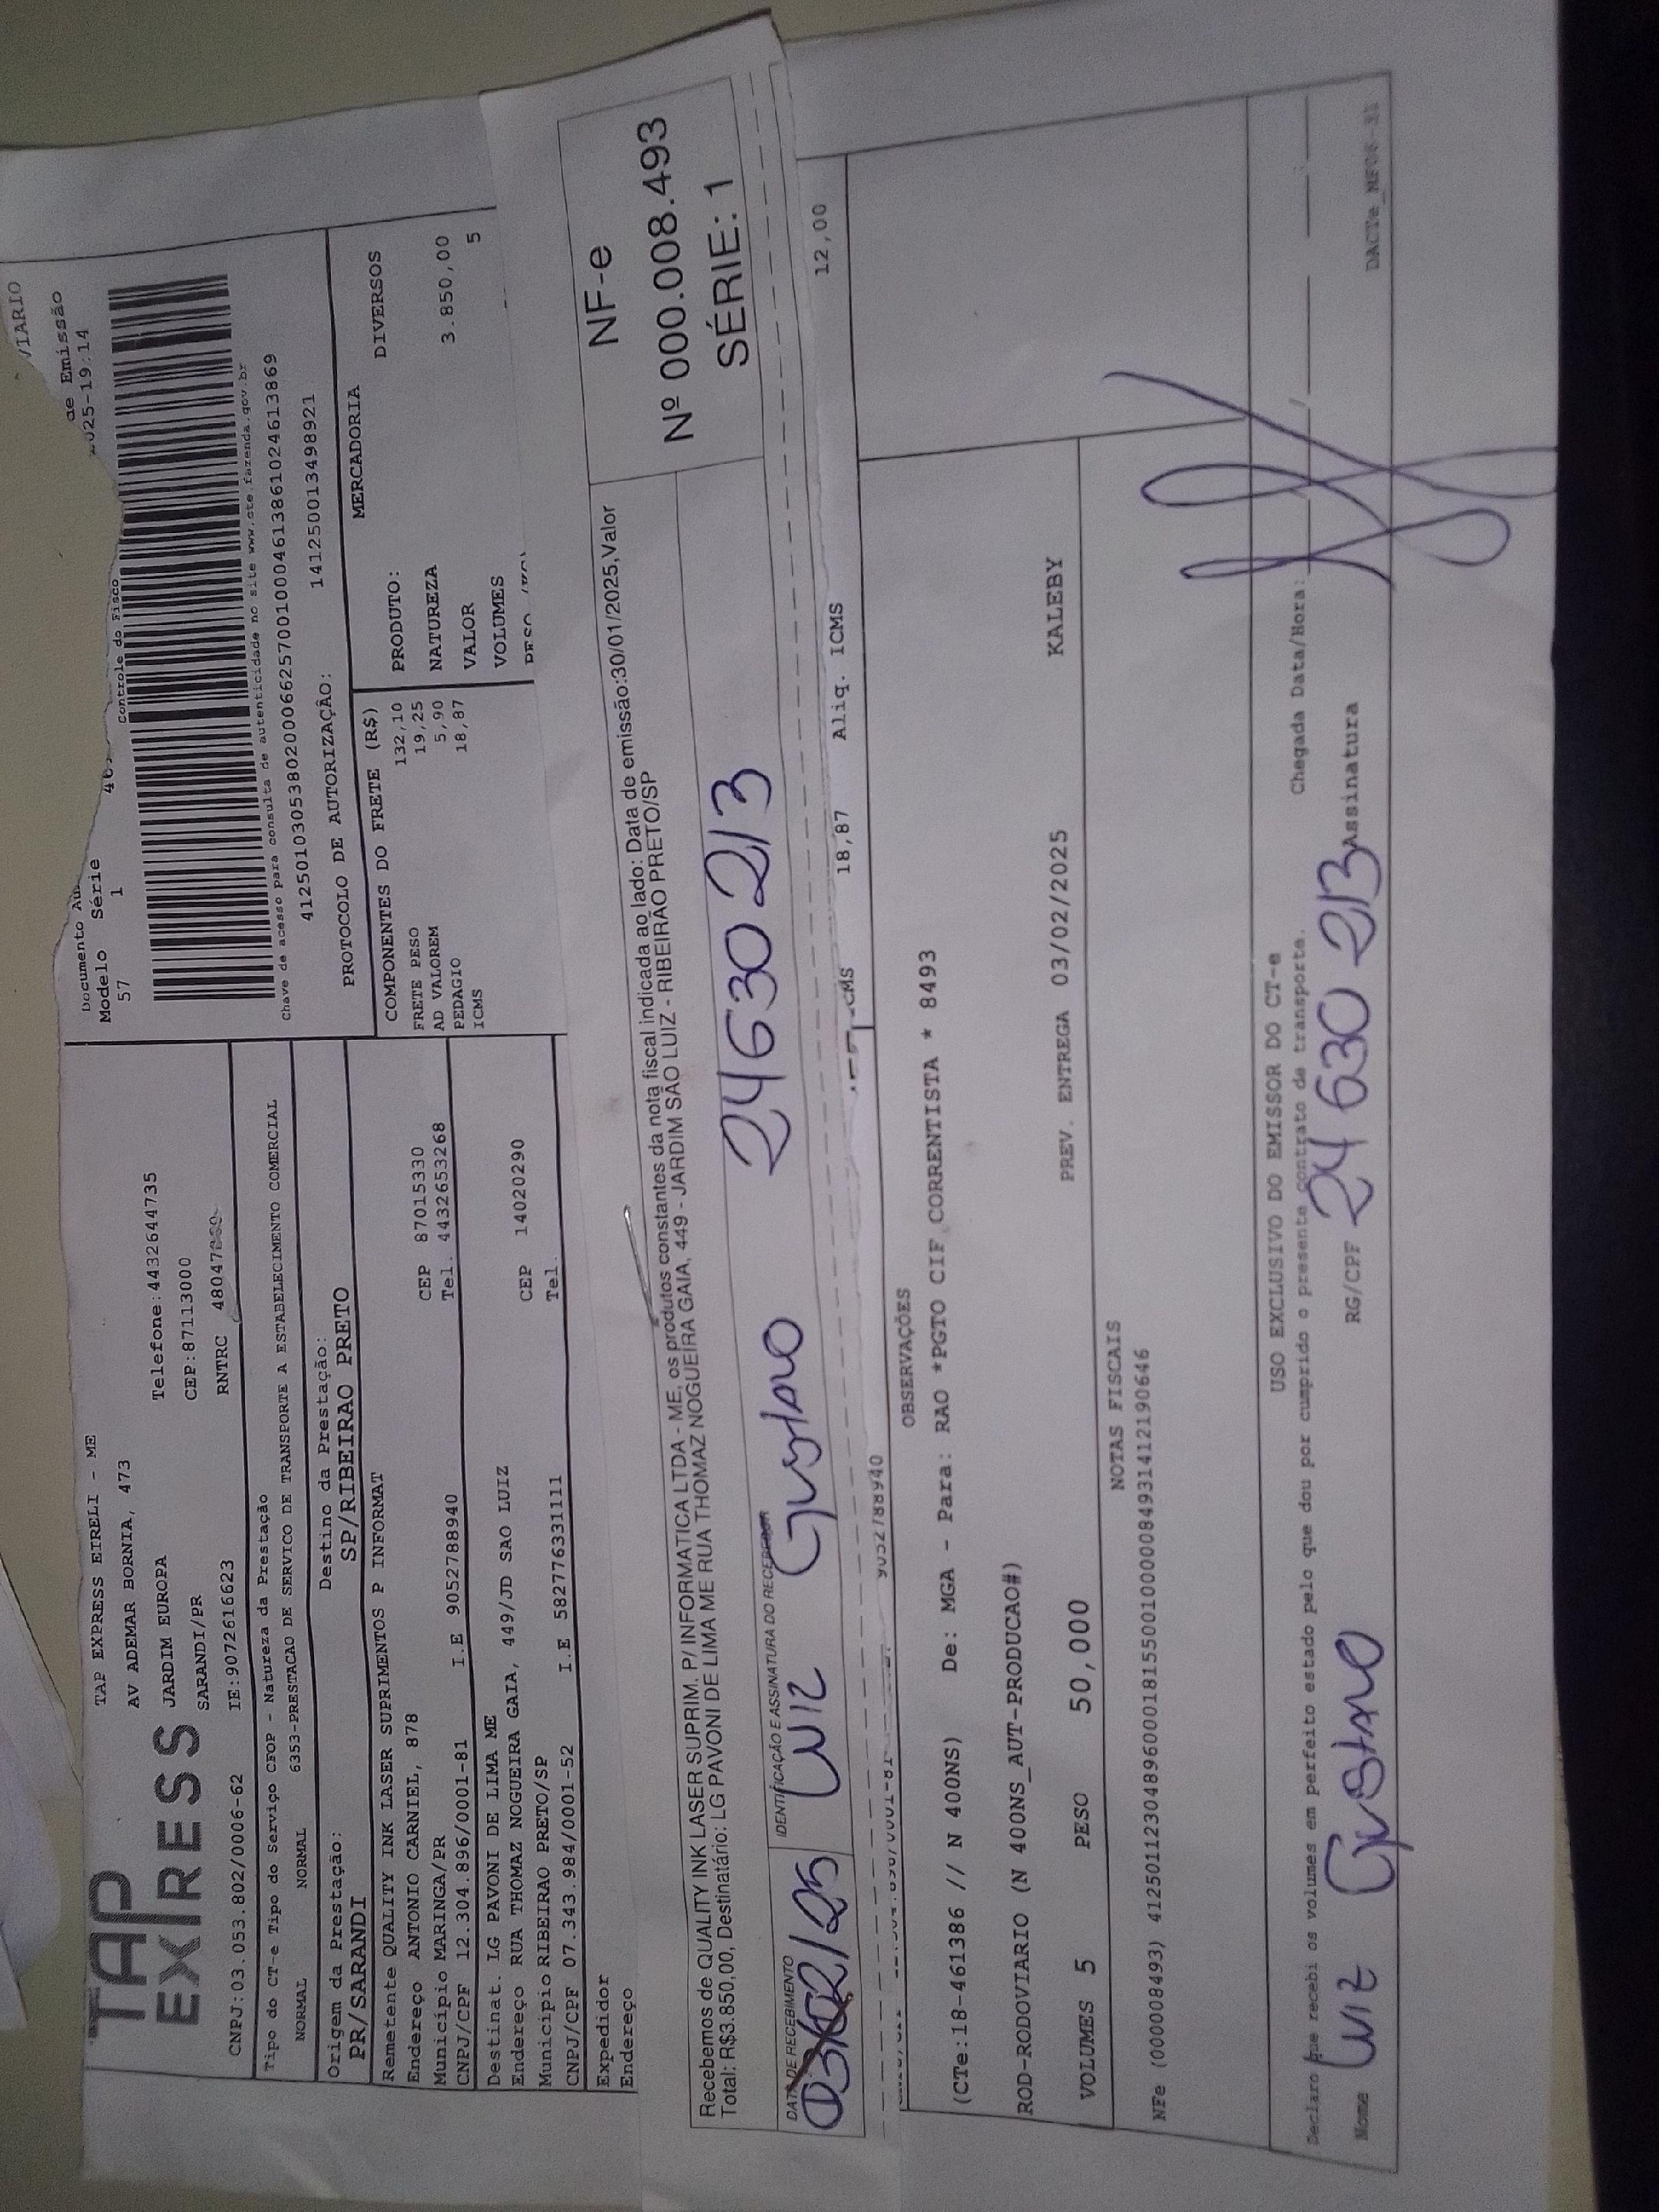 TAP
EXPRESS
TAP EXPRESS EIRELI - ME
AV ADEMAR BORNIA, 473
JARDIM EUROPA Telefone:4432644735
SARANDI/PR CEP:87113000
CNPJ:03.053.802/0006-62 IE:9072616623 RNTRC
Tipo do CT-e Tipo do Serviço CFOP - Natureza da Prestação
NORMAL NORMAL 6353-PRESTACAO DE SERVICO DE TRANSPORTE A ESTABELECIMENTO COMERCIAL
Origem da Prestação: Destino da Prestação:
PR/SARANDI SP/RIBEIRAO PRETO
Remetente QUALITY INK LASER SUPRIMENTOS P INFORMAT
Endereço ANTONIO CARNIEL, 878 CEP 87015330
Município MARINGA/PR Tel. 4432653268
CNPJ/CPF 12.304.896/0001-81 I.E 9052788940
Destinat. LG PAVONI DE LIMA ME
Endereço RUA THOMAZ NOGUEIRA GAIA, 449/JD SAO LUIZ CEP 14020290
Município RIBEIRAO PRETO/SP Tel.
CNPJ/CPF 07.343.984/0001-52 I.E 582776331111
Expedidor
Endereço
VIARIO
de Emissão
025-19:14
Documento
Modelo Série
57 1
Controle do Fisco
Chave de acesso para consulta de autenticidade no site www.cte.fazenda.gov.br
41250103053802000662570010004613861024613869
PROTOCOLO DE AUTORIZAÇÃO: 141250013498921
COMPONENTES DO FRETE (R$)
FRETE PESO 132,10
AD VALOREM 19,25
PEDAGIO 5,90
ICMS 18,87
MERCADORIA
PRODUTO: DIVERSOS
NATUREZA
VALOR 3.850,00
VOLUMES 5
Recebemos de QUALITY INK LASER SUPRIM. P/ INFORMATICA LTDA - ME, os produtos constantes da nota fiscal indicada ao lado: Data de emissão:30/01/2025,Valor
Total: R$3.850,00, Destinatário: LG PAVONI DE LIMA ME RUA THOMAZ NOGUEIRA GAIA, 449 - JARDIM SÃO LUIZ - RIBEIRÃO PRETO/SP
DATA DE RECEBIMENTO IDENTIFICAÇÃO E ASSINATURA DO RECEBEDOR
03/02/25 Luiz Gustavo 24630213
NF-e
Nº 000.008.493
SÉRIE: 1
9052788940 18,87 Aliq. ICMS 12,00
OBSERVAÇÕES
(CTe:18-461386 // N 400NS) De: MGA - Para: RAO *PGTO CIF CORRENTISTA * 8493
ROD-RODOVIARIO (N 400NS_AUT-PRODUCAO#)
VOLUMES 5 PESO 50,000 PREV. ENTREGA 03/02/2025 KALEBY
NOTAS FISCAIS
NFe (000008493) 41250112304896000181550010000084931412190646
USO EXCLUSIVO DO EMISSOR DO CT-e
Declaro que recebi os volumes em perfeito estado pelo que dou por cumprido o presente contrato de transporte. Chegada Data/Hora: / :
Nome Luiz Gustavo RG/CPF 24 630 213 Assinatura